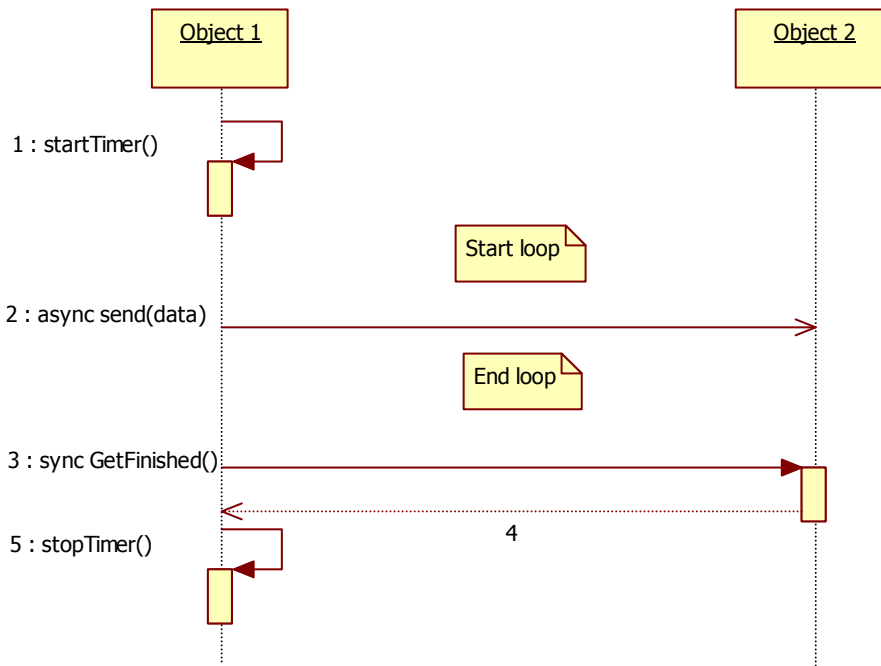 Object 1
Object 2
1 : startTimer()
Start loop
2 : async send(data)
End loop
3 : sync GetFinished()
4
5 : stopTimer()